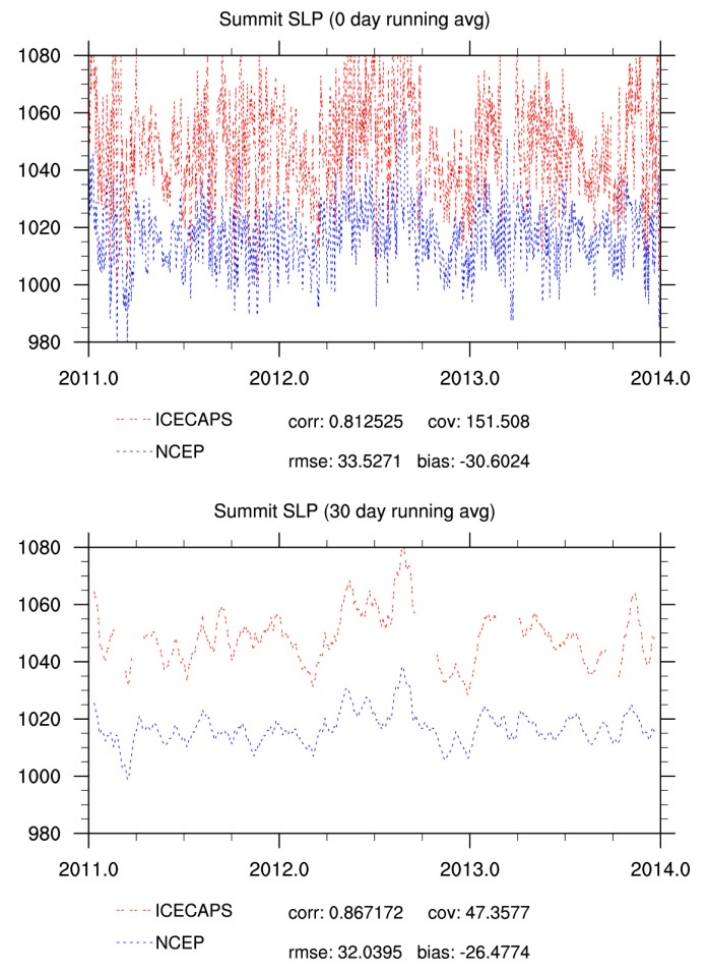 Summit SLP (0 day running avg)
1080
1060
1040
1020
1000
980
2011.0 2012.0 2013.0 2014.0
ICECAPS corr: 0.812525 cov: 151.508
NCEP
rmse: 33.5271 bias: -30.6024
Summit SLP (30 day running avg)
1080
1060
1040
1020
1000
980
2011.0 2012.0 2013.0 2014.0
ICECAPS corr: 0.867172 cov: 47.3577
NCEP
rmse: 32.0395 bias: -26.4774